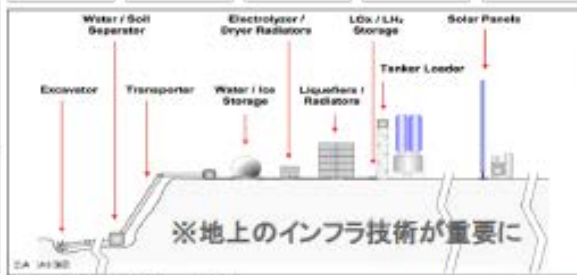 Water / Soil
Separator
Electrolyzer /
Dryer Radiators
LOx / LH₂
Storage
Solar Panels
Tanker Loader
Excavator
Transporter
Water / Ice
Storage
Liquefiers /
Radiators
※地上のインフラ技術が重要に